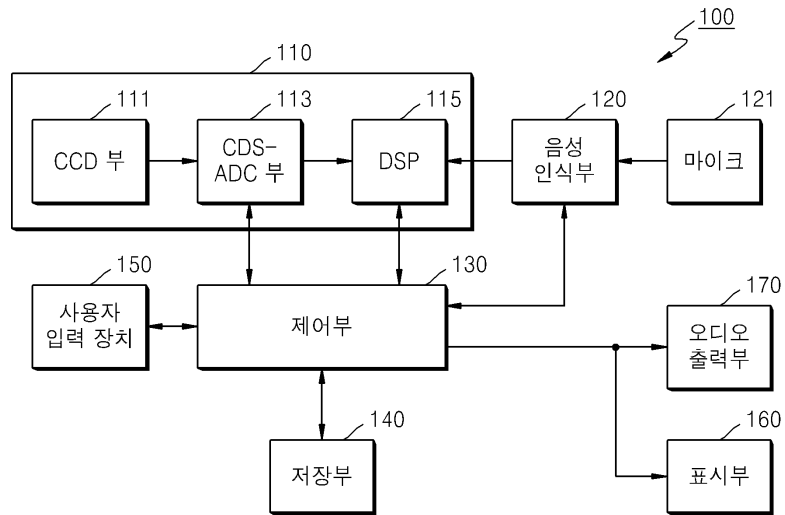 100
110
111
113
115
120
121
CCD 부
CDS-
ADC 부
DSP
음성
인식부
마이크
150
130
170
사용자
입력 장치
제어부
오디오
출력부
140
160
저장부
표시부